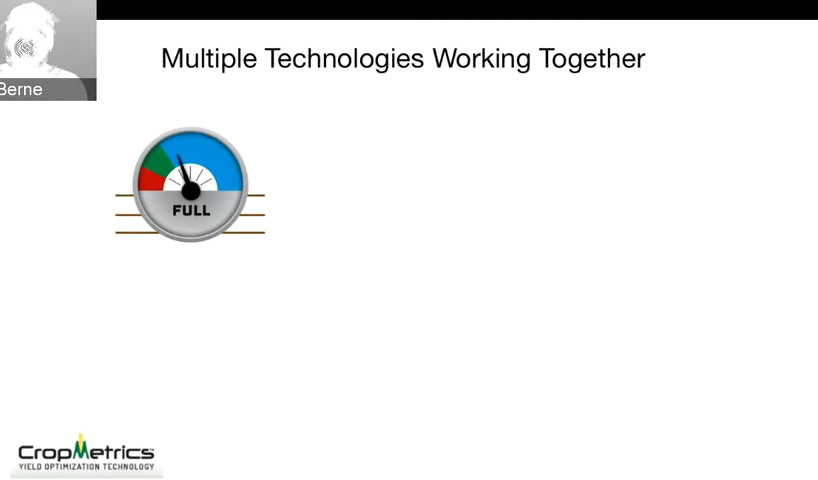 Multiple Technologies Working Together
Berne
FULL
CropMetrics
YIELD OPTIMIZATION TECHNOLOGY